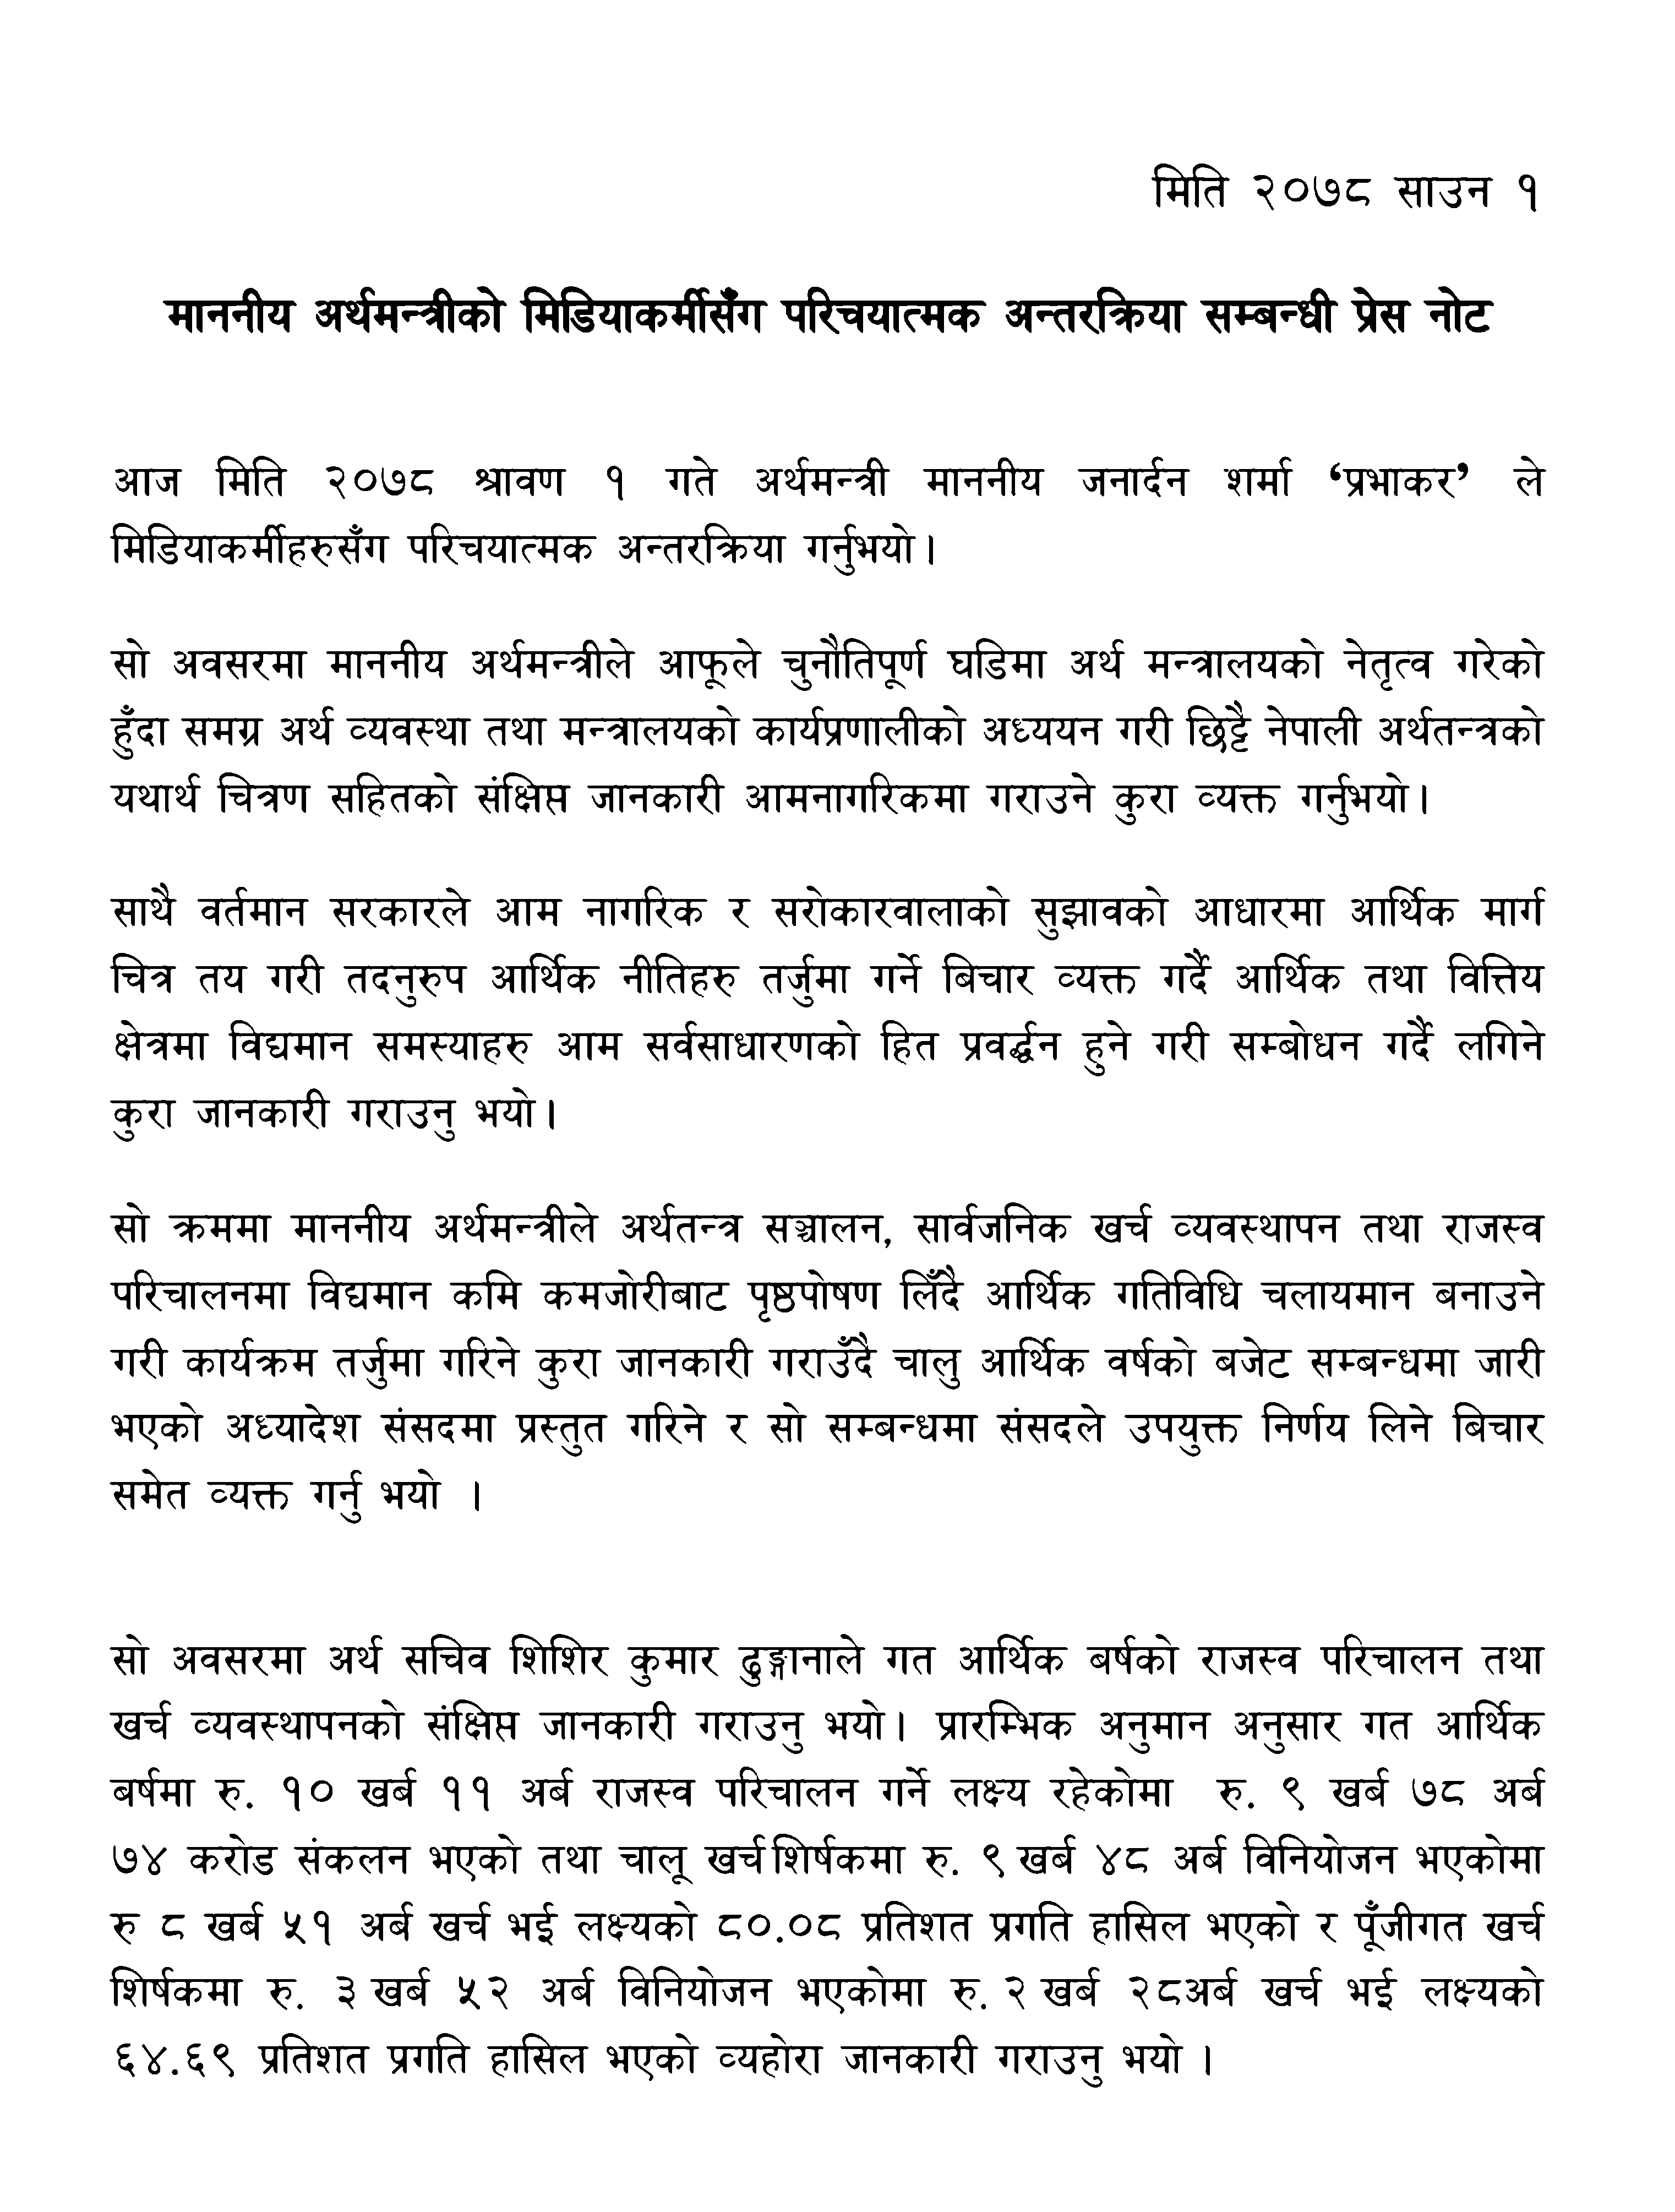 मिति २०७८ साउन १
माननीय अर्थमन्त्रीको मिडियाकर्मीसँग परिचयात्मक अन्तरक्रिया सम्बन्धी प्रेस नोट
आज मिति २०७८ श्रावण १ गते अर्थमन्त्री माननीय जनार्दन शर्मा ‘प्रभाकर’ ले
मिडियाकर्मीहरुसँग परिचयात्मक अन्तरक्रिया गर्नुभयो।
सो अवसरमा माननीय अर्थमन्त्रीले आफूले चुनौतिपूर्ण घडिमा अर्थ मन्त्रालयको नेतृत्व गरेको
हुँदा समग्र अर्थ व्यवस्था तथा मन्त्रालयको कार्यप्रणालीको अध्ययन गरी छिट्टै नेपाली अर्थतन्त्रको
यथार्थ चित्रण सहितको संक्षिप्त जानकारी आमनागरिकमा गराउने कुरा व्यक्त गर्नुभयो।
साथै वर्तमान सरकारले आम नागरिक र सरोकारवालाको सुझावको आधारमा आर्थिक मार्ग
चित्र तय गरी तदनुरुप आर्थिक नीतिहरु तर्जुमा गर्ने बिचार व्यक्त गर्दै आर्थिक तथा वित्तिय
क्षेत्रमा विद्यमान समस्याहरु आम सर्वसाधारणको हित प्रवर्द्धन हुने गरी सम्बोधन गर्दै लगिने
कुरा जानकारी गराउनु भयो।
सो क्रममा माननीय अर्थमन्त्रीले अर्थतन्त्र सञ्चालन, सार्वजनिक खर्च व्यवस्थापन तथा राजस्व
परिचालनमा विद्यमान कमि कमजोरीबाट पृष्ठपोषण लिँदै आर्थिक गतिविधि चलायमान बनाउने
गरी कार्यक्रम तर्जुमा गरिने कुरा जानकारी गराउँदै चालु आर्थिक वर्षको बजेट सम्बन्धमा जारी
भएको अध्यादेश संसदमा प्रस्तुत गरिने र सो सम्बन्धमा संसदले उपयुक्त निर्णय लिने बिचार
समेत व्यक्त गर्नु भयो ।
सो अवसरमा अर्थ सचिव शिशिर कुमार ढुङ्गानाले गत आर्थिक बर्षको राजस्व परिचालन तथा
खर्च व्यवस्थापनको संक्षिप्त जानकारी गराउनु भयो। प्रारम्भिक अनुमान अनुसार गत आर्थिक
बर्षमा रु. १० खर्ब ११ अर्ब राजस्व परिचालन गर्ने लक्ष्य रहेकोमा रु. ९ खर्ब ७८ अर्ब
७४ करोड संकलन भएको तथा चालू खर्च शिर्षकमा रु. ९ खर्ब ४८ अर्ब विनियोजन भएकोमा
रु ८ खर्ब ५१ अर्ब खर्च भई लक्ष्यको ८०.०८ प्रतिशत प्रगति हासिल भएको र पूँजीगत खर्च
शिर्षकमा रु. ३ खर्ब ५२ अर्ब विनियोजन भएकोमा रु. २ खर्ब २८अर्ब खर्च भई लक्ष्यको
६४.६९ प्रतिशत प्रगति हासिल भएको व्यहोरा जानकारी गराउनु भयो ।